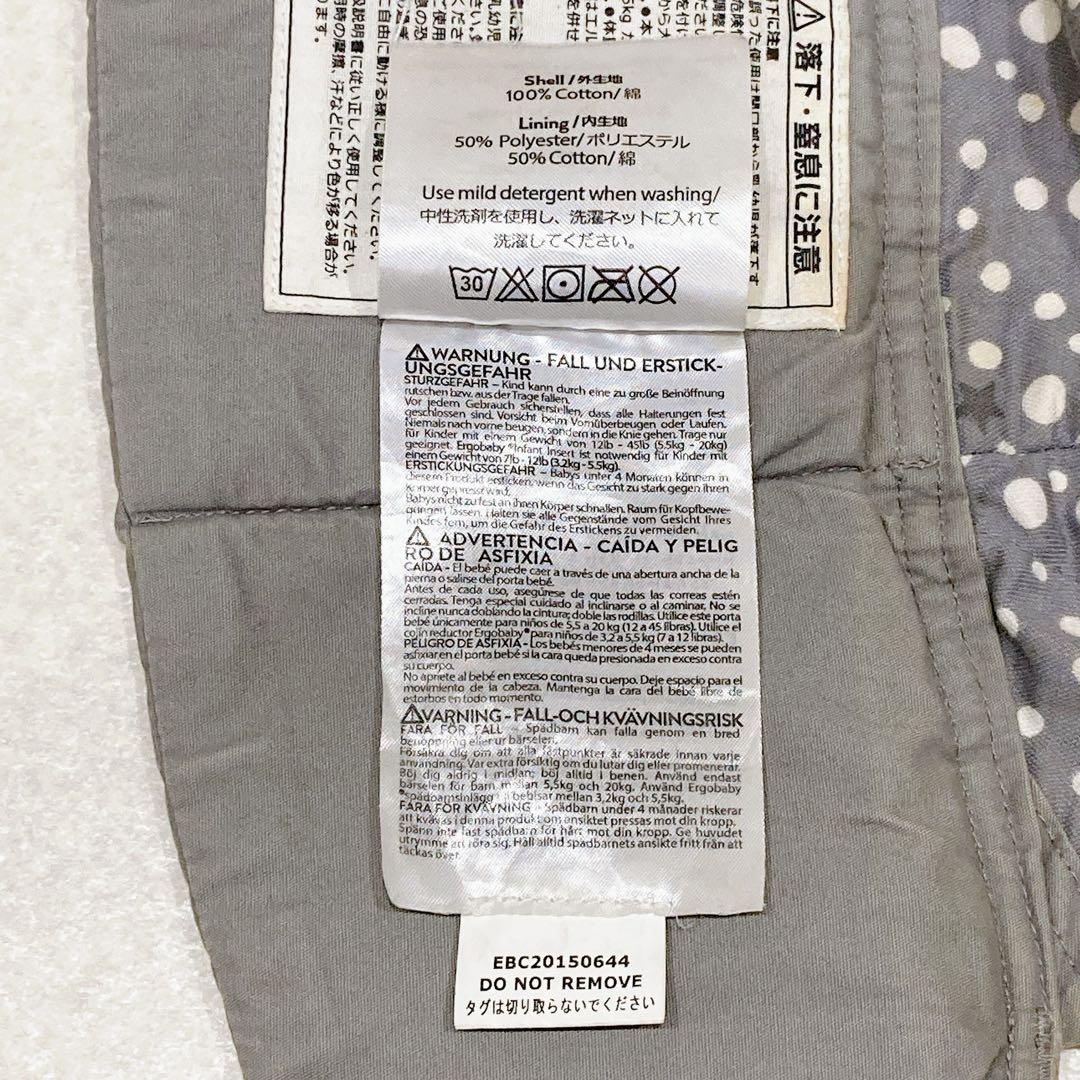 落下・窒息に注意
Shell/外生地
100% Cotton/綿
Lining/内生地
50% Polyester/ポリエステル
50% Cotton/綿
Use mild detergent when washing/
中性洗剤を使用し、洗濯ネットに入れて
洗濯してください。
30
WARNUNG - FALL UND ERSTICK-
UNGSGEFAHR
STURZGEFAHR – Kind kann durch eine zu große Beinöffnung
rutschen bzw. aus der Trage fallen.
Vor jedem Gebrauch sicherstellen, dass alle Halterungen fest
geschlossen sind. Vorsicht beim Vornüberbeugen oder Laufen.
Niemals nach vorne beugen, sondern in die Knie gehen. Trage nur
für Kinder mit einem Gewicht von 12lb - 45lb (5.5kg - 20kg)
geeignet. Ergobaby Infant Insert ist notwendig für Kinder mit
einem Gewicht von 7lb - 12lb (3.2kg - 5.5kg).
ERSTICKUNGSGEFAHR – Babys unter 4 Monaten können in
diesem Produkt ersticken, wenn das Gesicht zu stark gegen Ihren
Körper gepresst wird.
Babys nicht zu fest an ihren Körper schnallen. Raum für Kopfbewe-
gungen lassen. Halten sie alle Gegenstände vom Gesicht Ihres
Kindes fern, um die Gefahr des Erstickens zu vermeiden.
ADVERTENCIA - CAÍDA Y PELIG
RO DE ASFIXIA
CAÍDA - El bebé puede caer a través de una abertura ancha de la
pierna o salirse del porta bebé.
Antes de cada uso, asegúrese de que todas las correas estén
cerradas. Tenga especial cuidado al inclinarse o al caminar. No se
incline nunca doblando la cintura; doble las rodillas. Utilice este porta
bebé únicamente para niños de 5,5 a 20 kg (12 a 45 libras). Utilice el
cojín reductor Ergobaby para niños de 3,2 a 5,5 kg (7 a 12 libras).
PELIGRO DE ASFIXIA - Los bebés menores de 4 meses se pueden
asfixiar en el porta bebé si la cara queda presionada en exceso contra
su cuerpo.
No apriete al bebé en exceso contra su cuerpo. Deje espacio para el
movimiento de la cabeza. Mantenga la cara del bebé libre de
estorbos en todo momento.
VARNING - FALL-OCH KVÄVNINGSRISK
FARA FÖR FALL – Spädbarn kan falla genom en bred
benöppning eller ur bärselen.
Försäkra dig om att alla fästpunkter är säkrade innan varje
användning. Var extra försiktig om du lutar dig eller promenerar.
Böj dig aldrig i midjan; böj alltid i benen. Använd endast
bärselen för barn mellan 5,5kg och 20kg. Använd Ergobaby
spädbarnsinlägg i bebisar mellan 3,2kg och 5,5kg.
FARA FÖR KVÄVNING - Spädbarn under 4 månader riskerar
att kvävas i denna produkt om ansiktet pressas mot din kropp.
Spänn inte fast spädbarn för hårt mot din kropp. Ge huvudet
utrymme att röra sig. Håll alltid spädbarnets ansikte fritt från att
täckas över.
EBC20150644
DO NOT REMOVE
タグは切り取らないでください